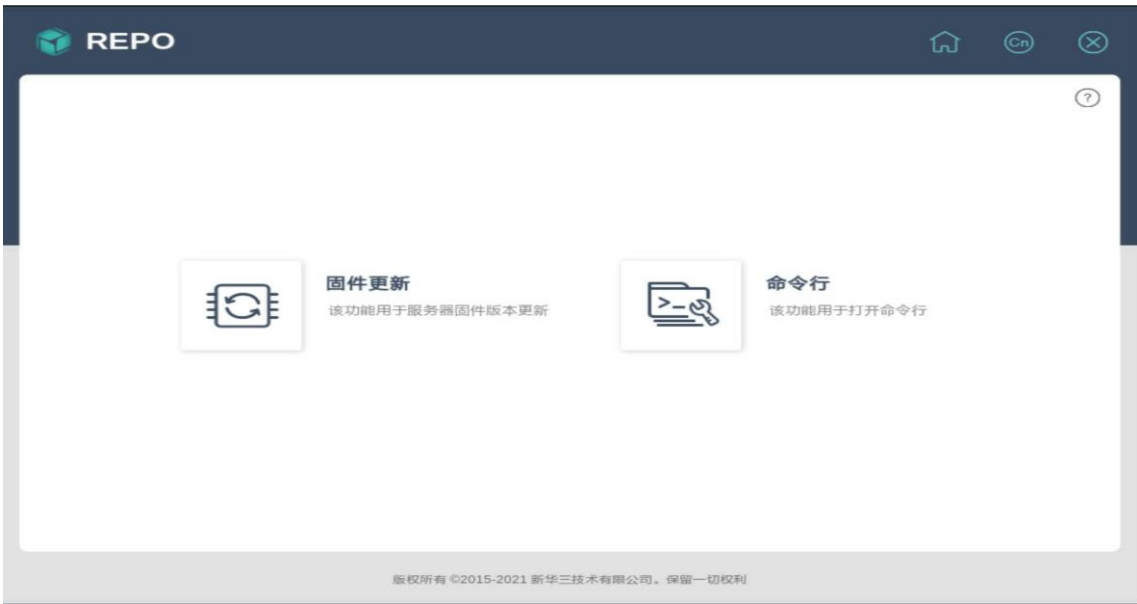 REPO
Cn
?
固件更新
该功能用于服务器固件版本更新
>_
命令行
该功能用于打开命令行
版权所有 ©2015-2021 新华三技术有限公司。保留一切权利